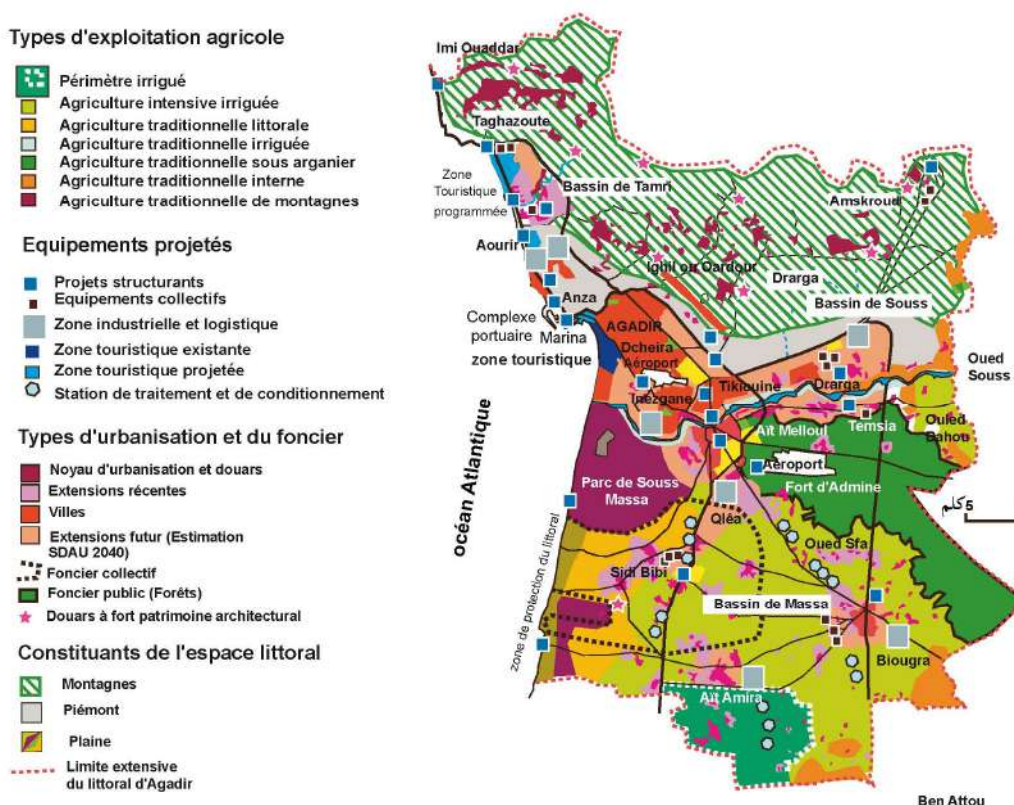 Types d'exploitation agricole
Périmètre irrigué
Agriculture intensive irriguée
Agriculture traditionnelle littorale
Agriculture traditionnelle irriguée
Agriculture traditionnelle sous arganier
Agriculture traditionnelle interne
Agriculture traditionnelle de montagnes
Equipements projetés
Projets structurants
Equipements collectifs
Zone industrielle et logistique
Zone touristique existante
Zone touristique projetée
Station de traitement et de conditionnement
Types d'urbanisation et du foncier
Noyau d'urbanisation et douars
Extensions récentes
Villes
Extensions futur (Estimation
SDAU 2040)
Foncier collectif
Foncier public (Foréts)
Douars à fort patrimoine architectural
Constituants de l'espace littoral
Montagnes
Piémont
Plaine
Limite extensive
du littoral d'Agadir
Imi Ouaddar
Taghazoute
Zone
Touristique
programmée
Bassin de Tamri
Amskroud
Aourir
Ighil ou Oardour
Drarga
Anza
Bassin de Souss
Complexe
portuaire
Marina
AGADIR
zone touristique
Dcheira
Aéroport
Oued
Souss
Tikiouine
Drarga
Inezgane
Ouled
Dahou
Aït Melloul
Temsia
océan Atlantique
Aéroport
Parc de Souss
Massa
Fort d'Admine
5كلم
Qléa
Oued Sfa
zone de protection du littoral
Sidi Bibi
Bassin de Massa
Biougra
Aït Amira
Ben Attou